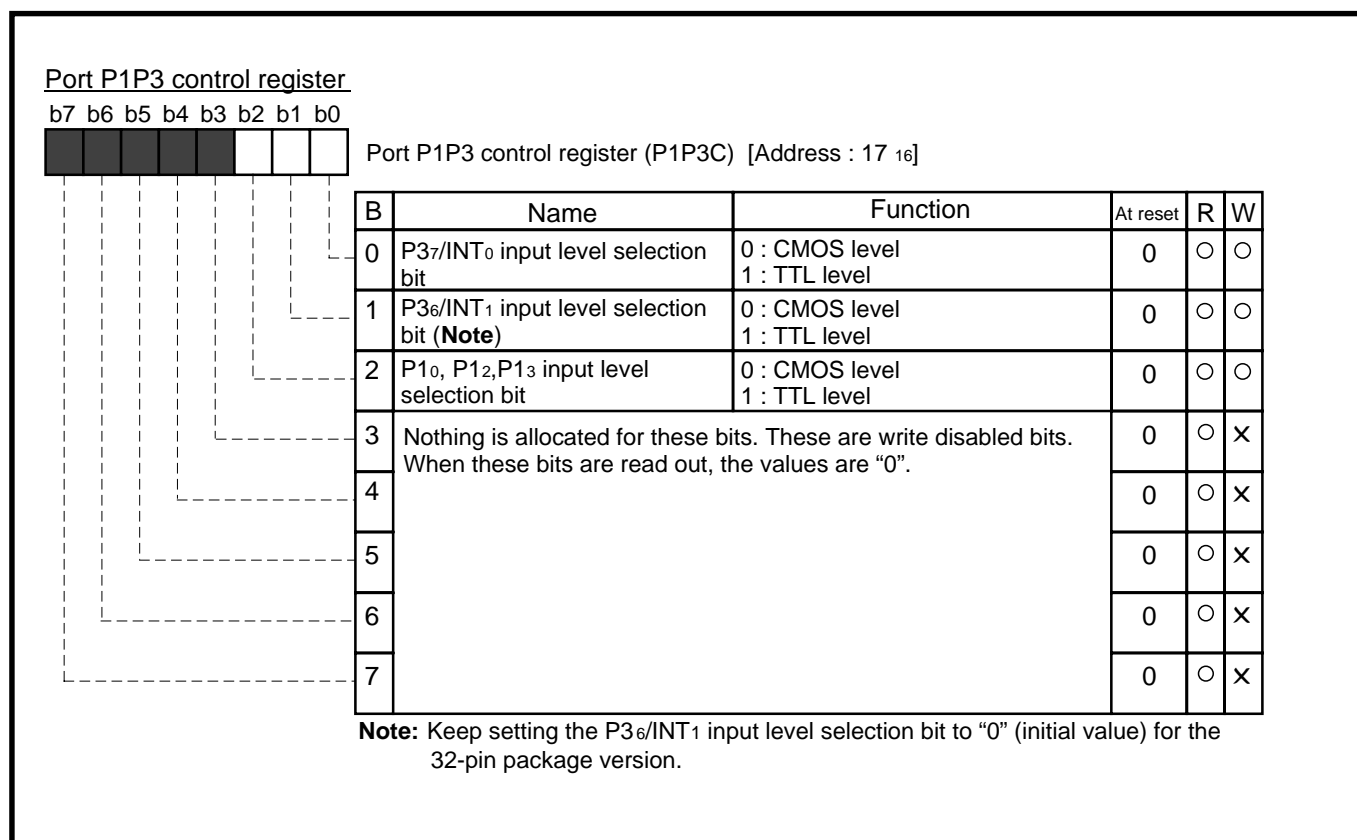 Port P1P3 control register
b7 b6 b5 b4 b3 b2 b1 b0
Port P1P3 control register (P1P3C) [Address : 17 16]
B Name Function At reset R W
0 P37/INT0 input level selection bit 0 : CMOS level 1 : TTL level 0 ○ ○
1 P36/INT1 input level selection bit (Note) 0 : CMOS level 1 : TTL level 0 ○ ○
2 P10, P12,P13 input level selection bit 0 : CMOS level 1 : TTL level 0 ○ ○
3 Nothing is allocated for these bits. These are write disabled bits. When these bits are read out, the values are “0”. 0 ○ ×
4 0 ○ ×
5 0 ○ ×
6 0 ○ ×
7 0 ○ ×
Note: Keep setting the P36/INT1 input level selection bit to “0” (initial value) for the
32-pin package version.